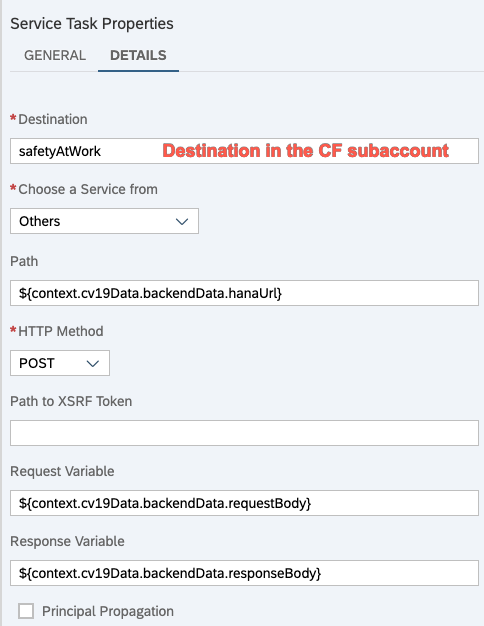 Service Task Properties
GENERAL DETAILS
*Destination
safetyAtWork Destination in the CF subaccount
*Choose a Service from
Others
Path
${context.cv19Data.backendData.hanaUrl}
*HTTP Method
POST
Path to XSRF Token
Request Variable
${context.cv19Data.backendData.requestBody}
Response Variable
${context.cv19Data.backendData.responseBody}
Principal Propagation